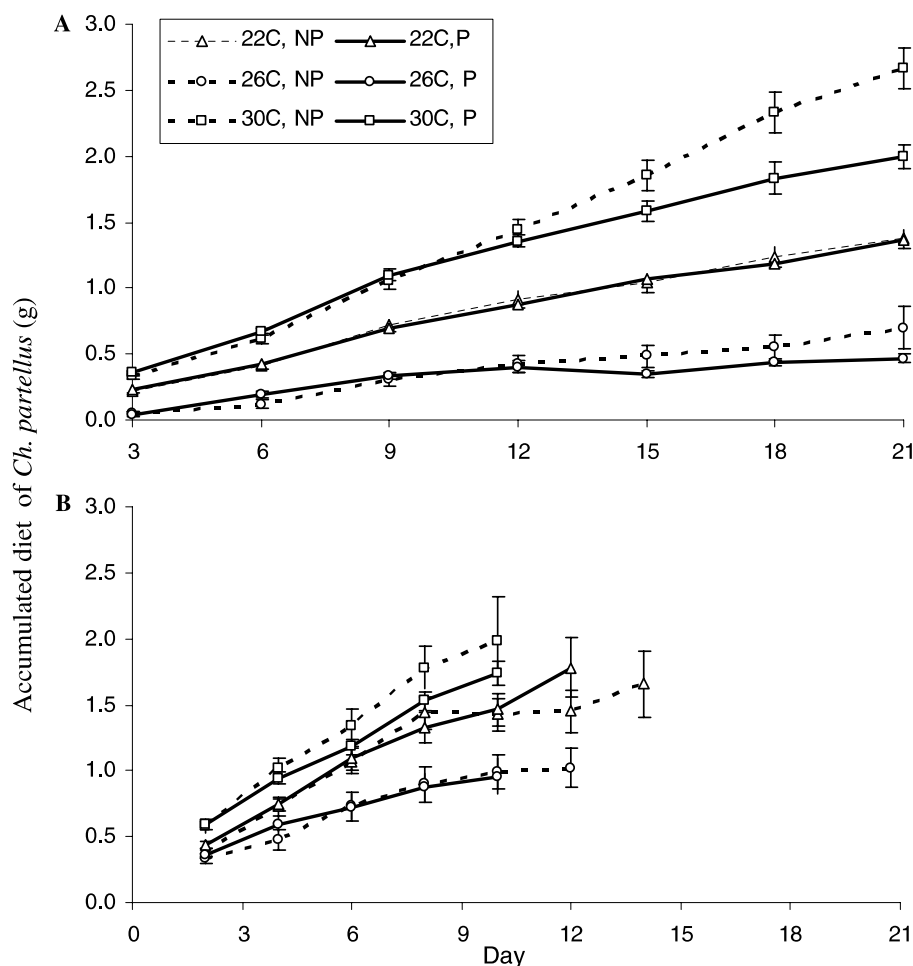 A
3.0
2.5
2.0
1.5
1.0
0.5
0.0
22C, NP
22C,P
26C, NP
26C, P
30C, NP
30C, P
3 6 9 12 15 18 21
Accumulated diet of Ch. partellus (g)
B
3.0
2.5
2.0
1.5
1.0
0.5
0.0
0 3 6 9 12 15 18 21
Day